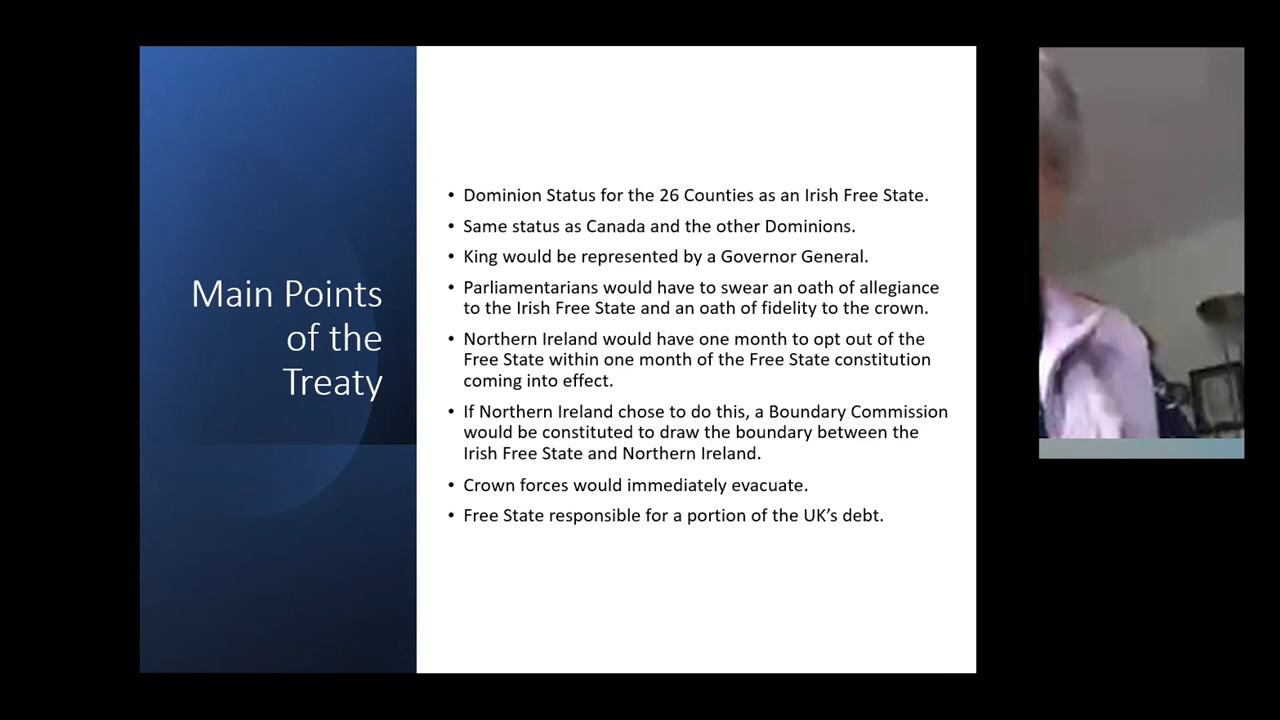 Main Points
of the
Treaty
• Dominion Status for the 26 Counties as an Irish Free State.
• Same status as Canada and the other Dominions.
• King would be represented by a Governor General.
• Parliamentarians would have to swear an oath of allegiance
to the Irish Free State and an oath of fidelity to the crown.
• Northern Ireland would have one month to opt out of the
Free State within one month of the Free State constitution
coming into effect.
• If Northern Ireland chose to do this, a Boundary Commission
would be constituted to draw the boundary between the
Irish Free State and Northern Ireland.
• Crown forces would immediately evacuate.
• Free State responsible for a portion of the UK’s debt.